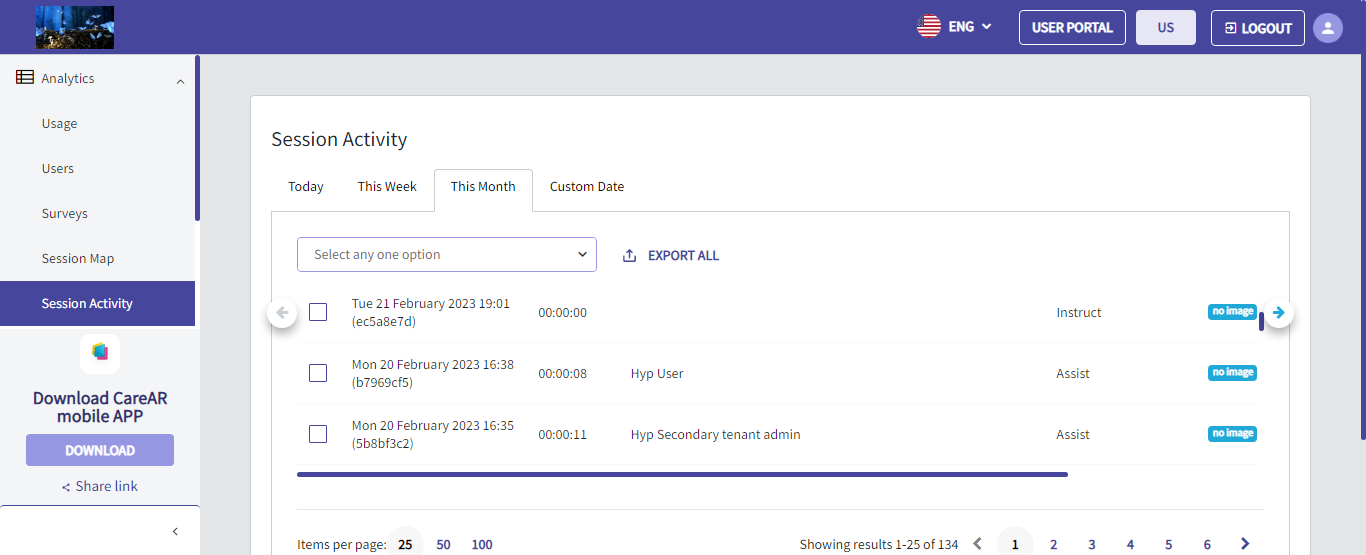 ENG
USER PORTAL
US
LOGOUT
Analytics
Usage
Users
Surveys
Session Map
Session Activity
Download CareAR
mobile APP
DOWNLOAD
Share link
Session Activity
Today This Week This Month Custom Date
Select any one option
EXPORT ALL
Tue 21 February 2023 19:01
(ec5a8e7d)
00:00:00
Instruct
no image
Mon 20 February 2023 16:38
(b7969cf5)
00:00:08
Hyp User
Assist
no image
Mon 20 February 2023 16:35
(5b8bf3c2)
00:00:11
Hyp Secondary tenant admin
Assist
no image
Items per page: 25 50 100
Showing results 1-25 of 134
1 2 3 4 5 6